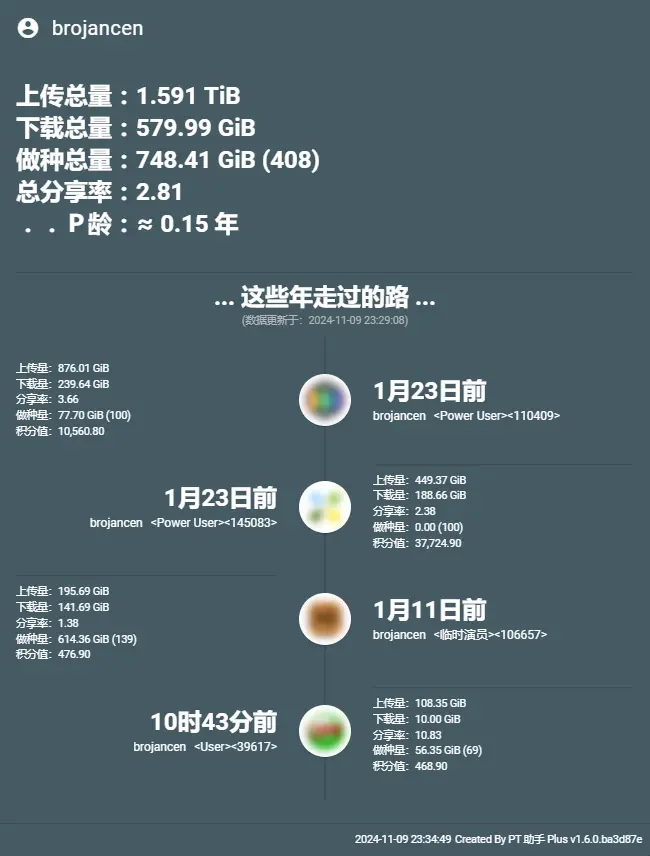 brojancen
上传总量：1.591 TiB
下载总量：579.99 GiB
做种总量：748.41 GiB (408)
总分享率：2.81
．．P 龄：≈ 0.15 年
... 这些年走过的路 ...
(数据更新于：2024-11-09 23:29:08)
上传量：876.01 GiB
下载量：239.64 GiB
分享率：3.66
做种量：77.70 GiB (100)
积分值：10,560.80
1月23日前
brojancen <Power User><110409>
1月23日前
brojancen <Power User><145083>
上传量：449.37 GiB
下载量：188.66 GiB
分享率：2.38
做种量：0.00 (100)
积分值：37,724.90
上传量：195.69 GiB
下载量：141.69 GiB
分享率：1.38
做种量：614.36 GiB (139)
积分值：476.90
1月11日前
brojancen <临时演员><106657>
10时43分前
brojancen <User><39617>
上传量：108.35 GiB
下载量：10.00 GiB
分享率：10.83
做种量：56.35 GiB (69)
积分值：468.90
2024-11-09 23:34:49 Created By PT 助手 Plus v1.6.0.ba3d87e